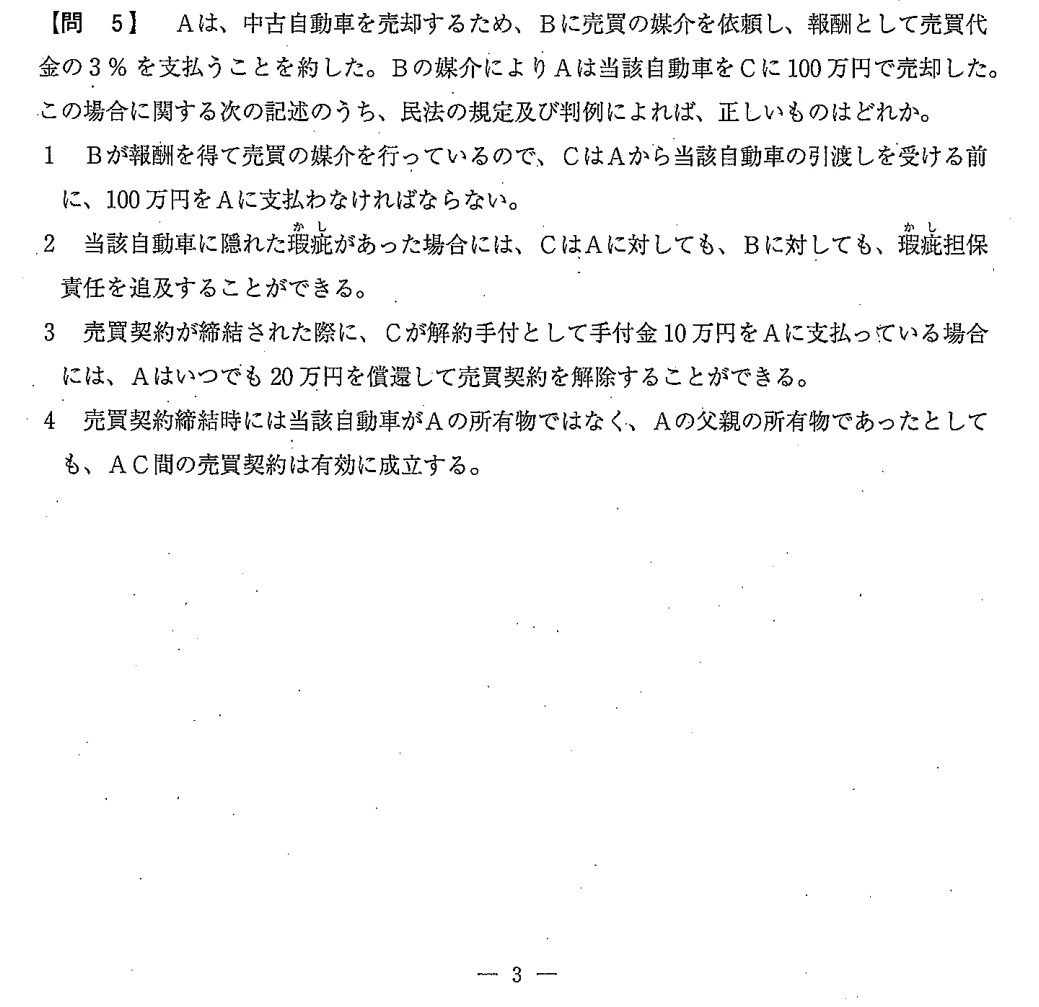 【問 5】 Aは、中古自動車を売却するため、Bに売買の媒介を依頼し、報酬として売買代
金の3%を支払うことを約した。Bの媒介によりAは当該自動車をCに100万円で売却した。
この場合に関する次の記述のうち、民法の規定及び判例によれば、正しいものはどれか。
1 Bが報酬を得て売買の媒介を行っているので、CはAから当該自動車の引渡しを受ける前
に、100万円をAに支払わなければならない。
かし かし
2 当該自動車に隠れた瑕疵があった場合には、CはAに対しても、Bに対しても、瑕疵担保
責任を追及することができる。
3 売買契約が締結された際に、Cが解約手付として手付金10万円をAに支払っている場合
には、Aはいつでも20万円を償還して売買契約を解除することができる。
4 売買契約締結時には当該自動車がAの所有物ではなく、Aの父親の所有物であったとして
も、AC間の売買契約は有効に成立する。
— 3 —